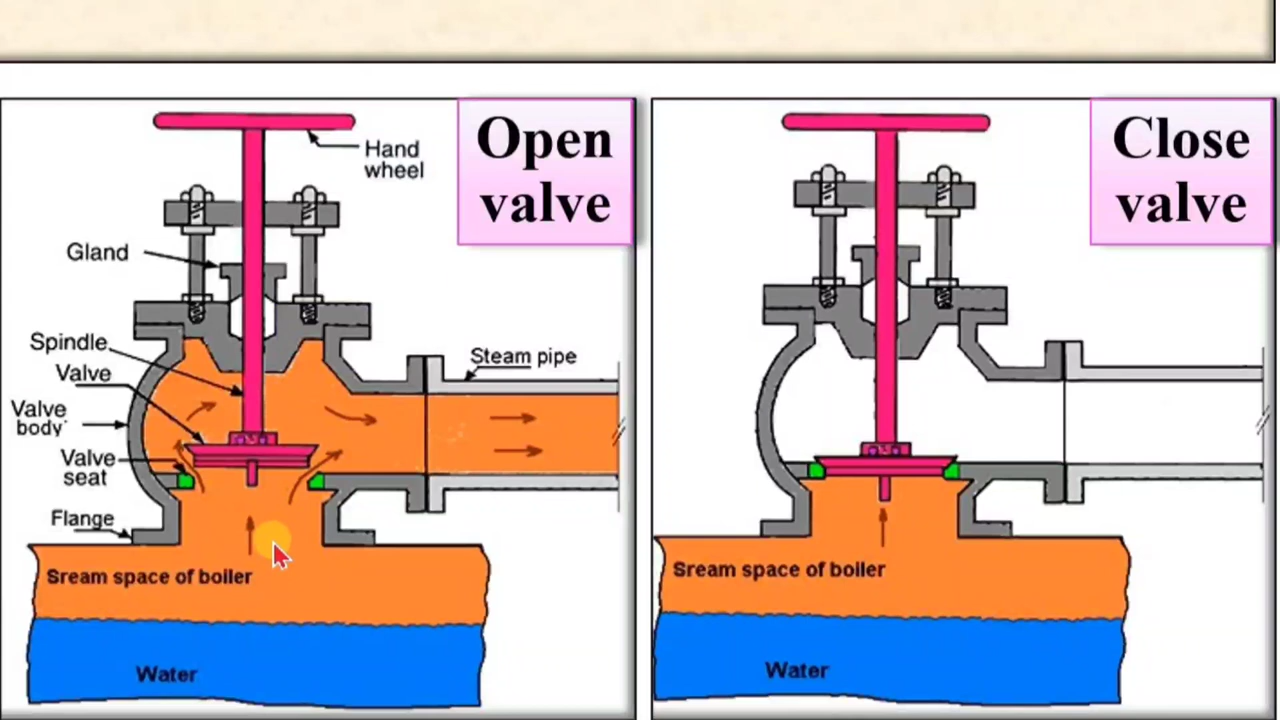 Open
valve
Hand
wheel
Gland
Spindle
Valve
Valve
body
Valve
seat
Flange
Steam pipe
Sream space of boiler
Water
Close
valve
Sream space of boiler
Water